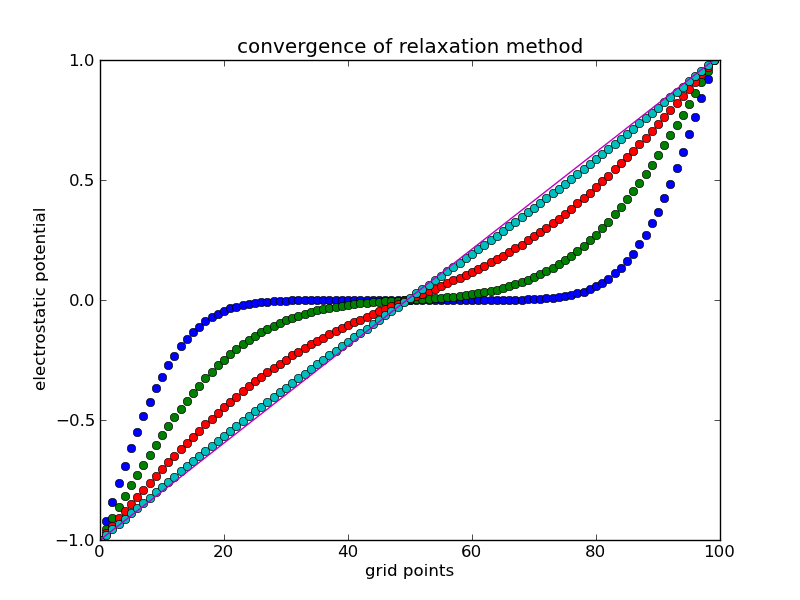 convergence of relaxation method
1.0
0.5
0.0
−0.5
−1.0
electrostatic potential
0 20 40 60 80 100
grid points